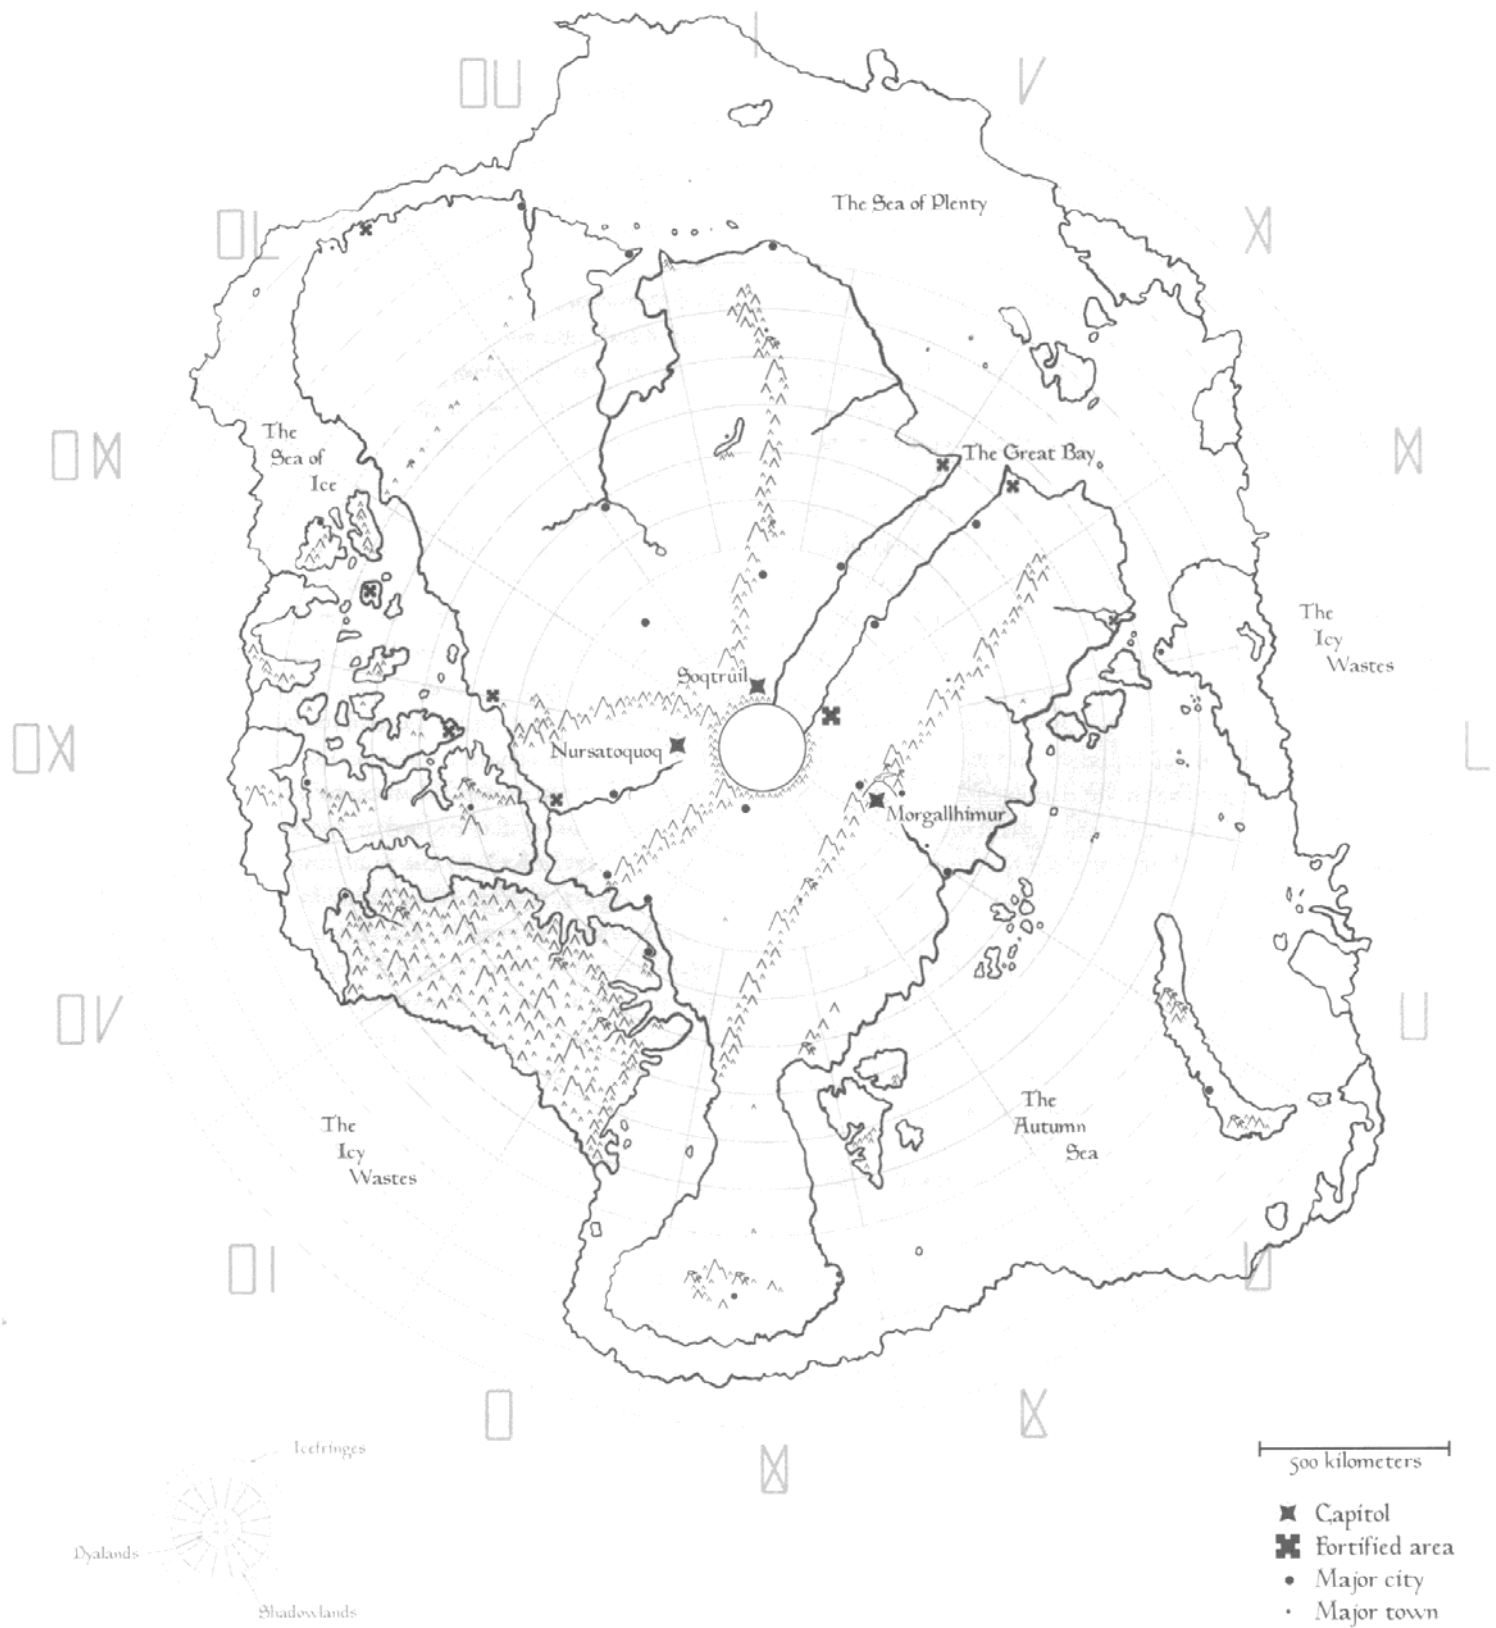 The Sea of Plenty
The
Sea of
Ice
The Great Bay
The
Icy
Wastes
Soqtruil
Nursatoquoq
Morgallhimur
The
Autumn
Sea
The
Icy
Wastes
Icefringes
Dyalands
Shadowlands
500 kilometers
Capitol
Fortified area
Major city
Major town